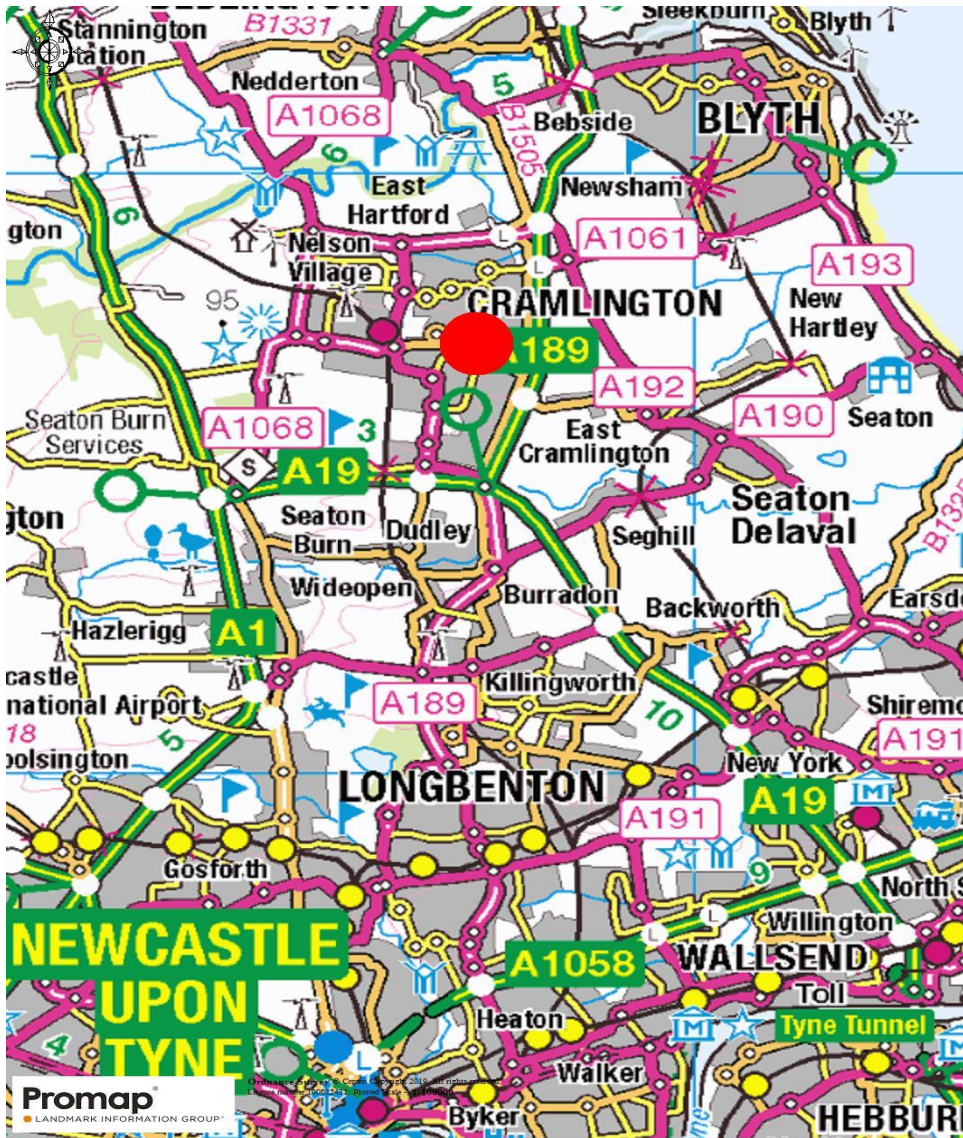 Stannington
Station
B1331
Blyth
Nedderton
5
A1068
B1505
Bebside
BLYTH
6
East
Hartford
Newsham
6
gton
Nelson
Village
L
A1061
L
A193
95
CRAMLINGTON
New
Hartley
A189
A192
A190
Seaton
Seaton Burn
Services
A1068
3
East
Cramlington
S
A19
gton
Seaton
Burn
Dudley
Seghill
Seaton
Delaval
Wideopen
Burradon
Backworth
Earsd
Hazlerigg
A1
castle
national Airport
Killingworth
A189
10
Shiremo
18
5
A191
oolsington
New York
LONGBENTON
A19
M
A191
Gosforth
9
North S
L
Willington
NEWCASTLE
UPON
TYNE
A1058
L
WALLSEND
Toll
Heaton
M
Tyne Tunnel
4
L
Walker
M
Byker
HEBBUR
Promap
LANDMARK INFORMATION GROUP